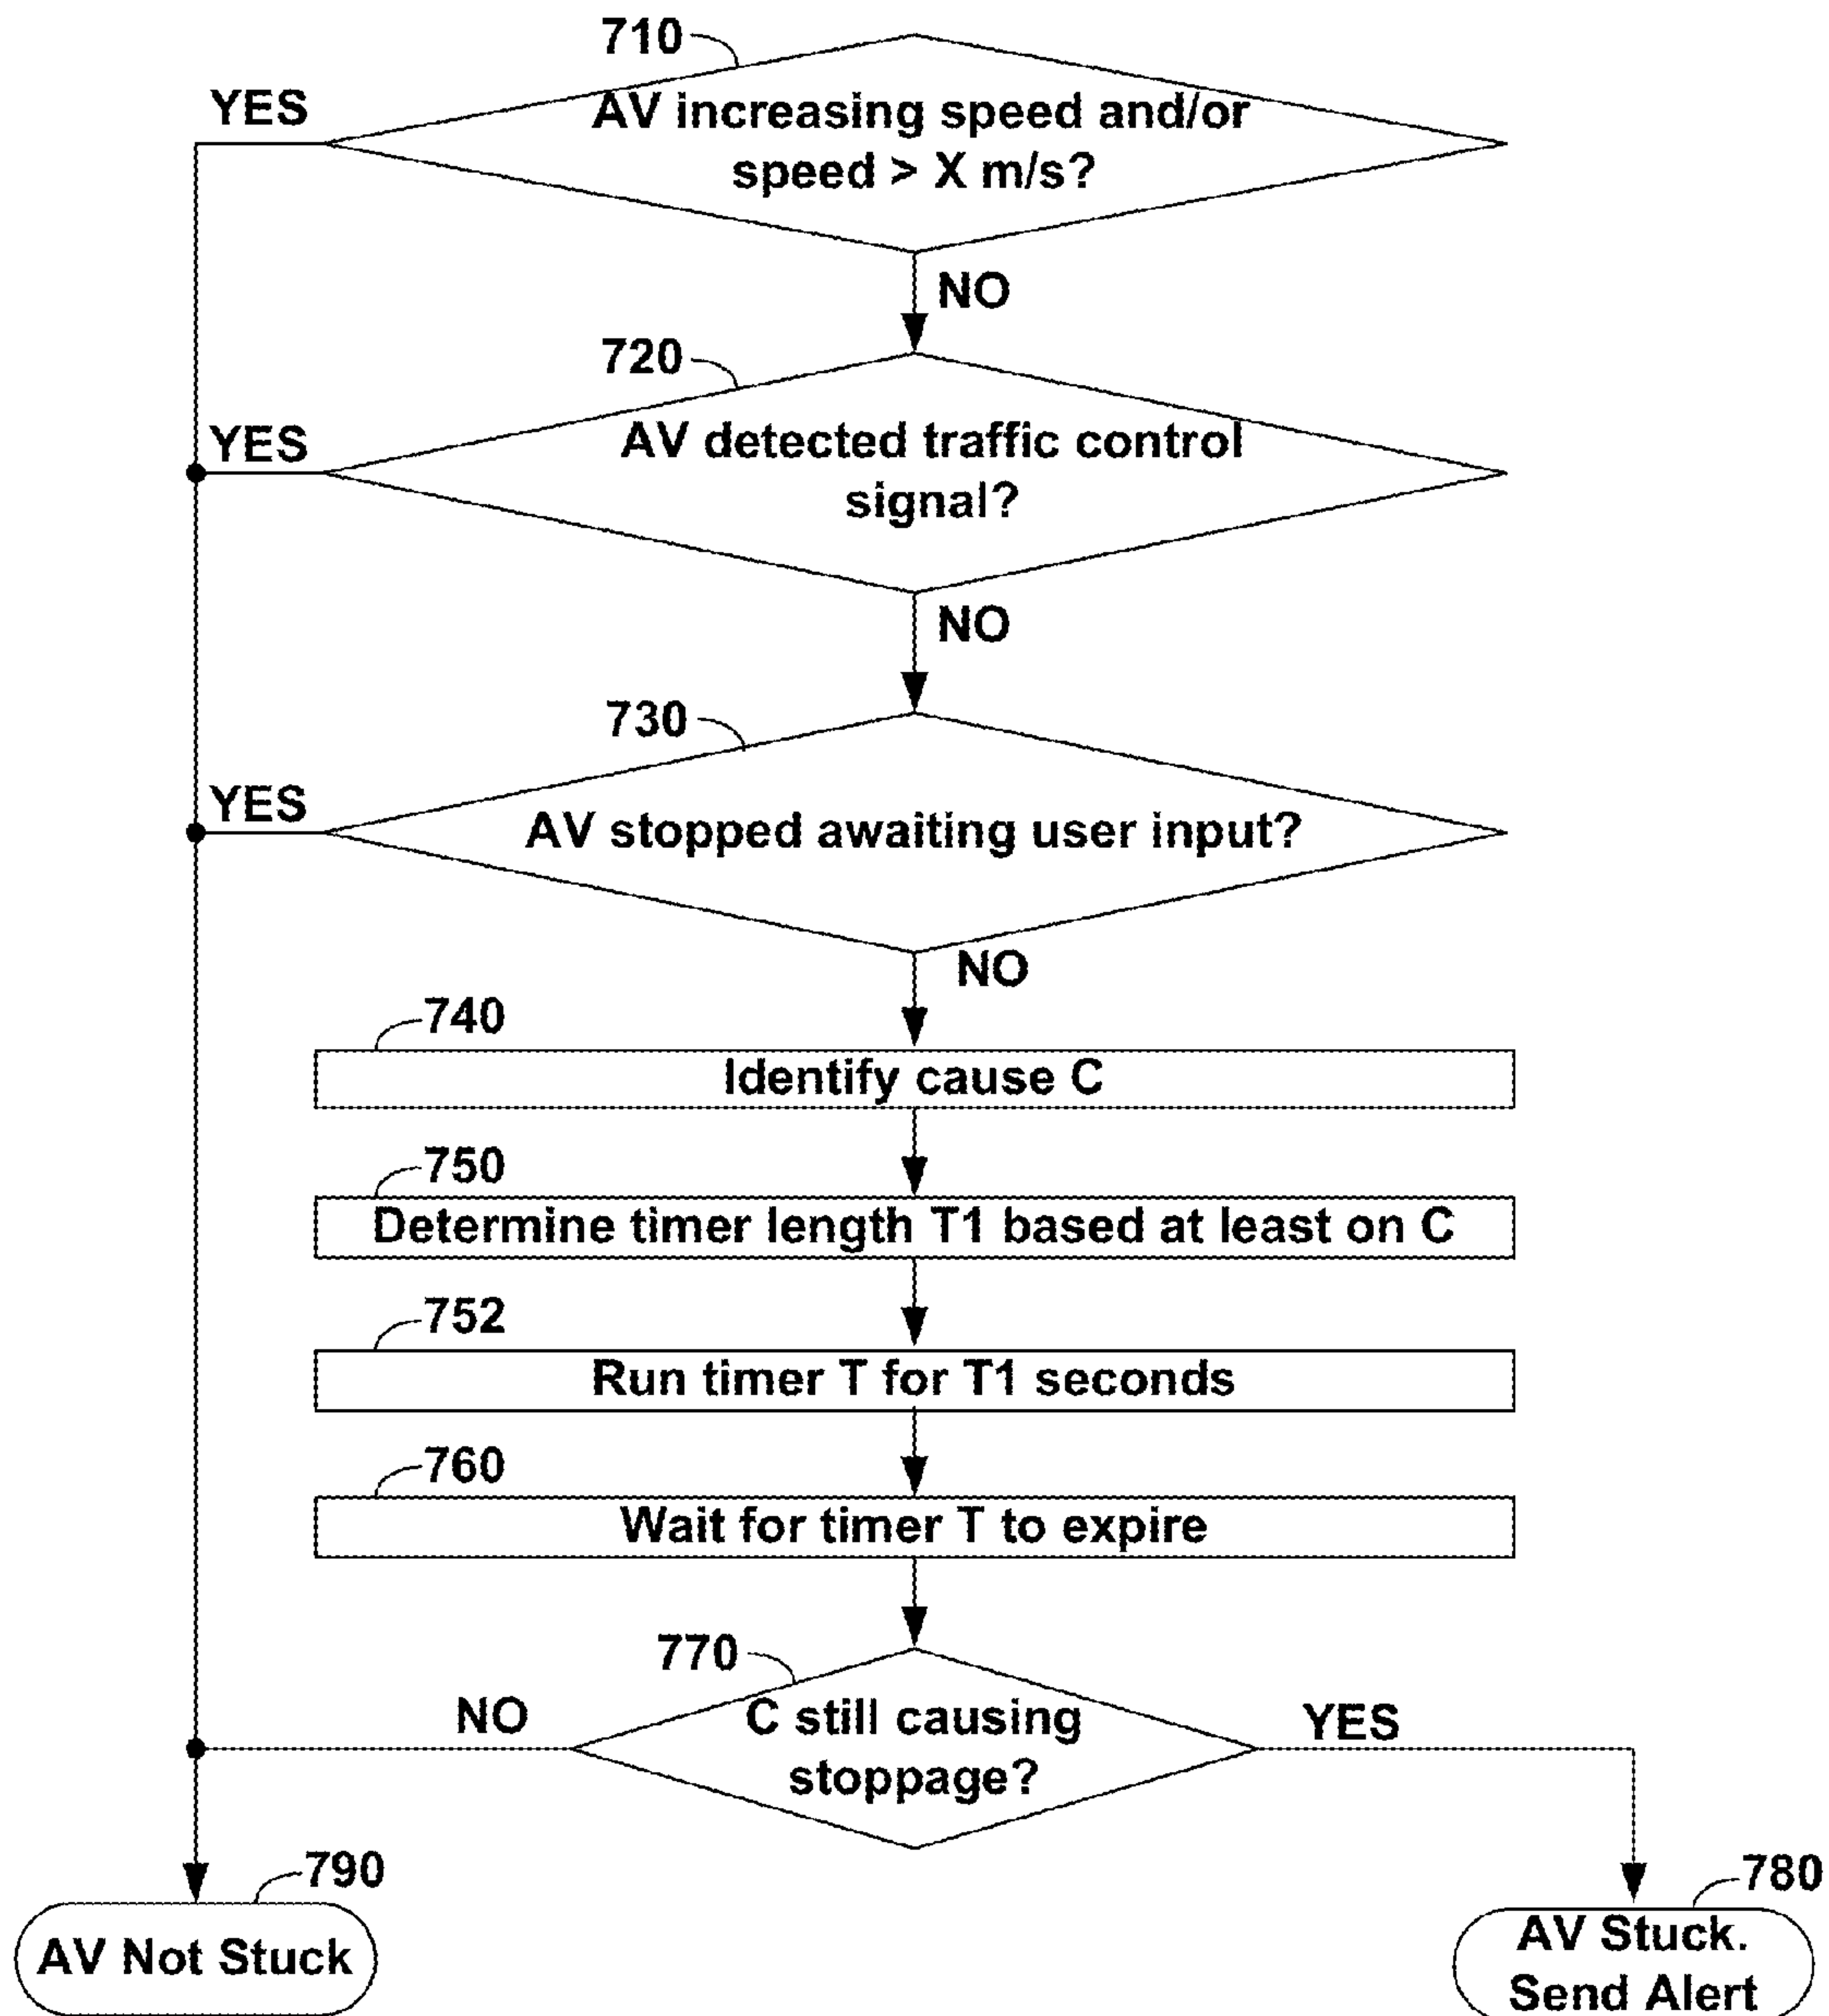 710
YES
AV increasing speed and/or
speed > X m/s?
NO
720
YES
AV detected traffic control
signal?
NO
730
YES
AV stopped awaiting user input?
NO
740
Identify cause C
750
Determine timer length T1 based at least on C
752
Run timer T for T1 seconds
760
Wait for timer T to expire
770
NO
C still causing
stoppage?
YES
790
AV Not Stuck
780
AV Stuck.
Send Alert